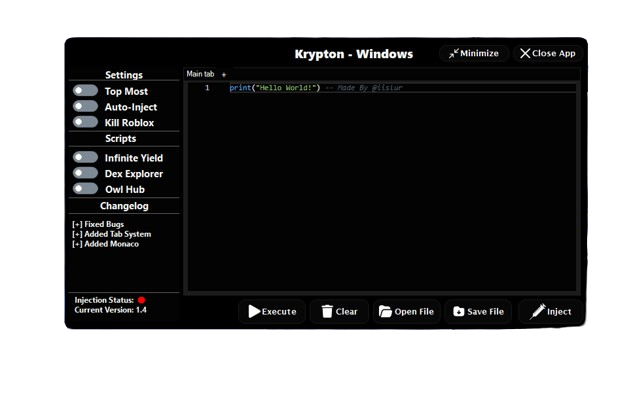 Krypton - Windows
Minimize
Close App
Settings
Top Most
Auto-Inject
Kill Roblox
Scripts
Infinite Yield
Dex Explorer
Owl Hub
Changelog
[+] Fixed Bugs
[+] Added Tab System
[+] Added Monaco
Injection Status:
Current Version: 1.4
Main tab +
1 print("Hello World!") -- Made By @iisiur
Execute
Clear
Open File
Save File
Inject